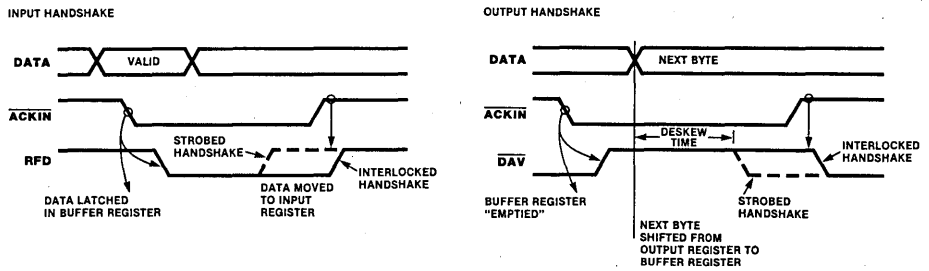 INPUT HANDSHAKE
DATA
VALID
ACKIN
STROBED
HANDSHAKE
RFD
INTERLOCKED
HANDSHAKE
DATA MOVED
TO INPUT
REGISTER
DATA LATCHED
IN BUFFER REGISTER
OUTPUT HANDSHAKE
DATA
NEXT BYTE
ACKIN
DESKEW
TIME
DAV
INTERLOCKED
HANDSHAKE
BUFFER REGISTER
"EMPTIED"
STROBED
HANDSHAKE
NEXT BYTE
SHIFTED FROM
OUTPUT REGISTER TO
BUFFER REGISTER